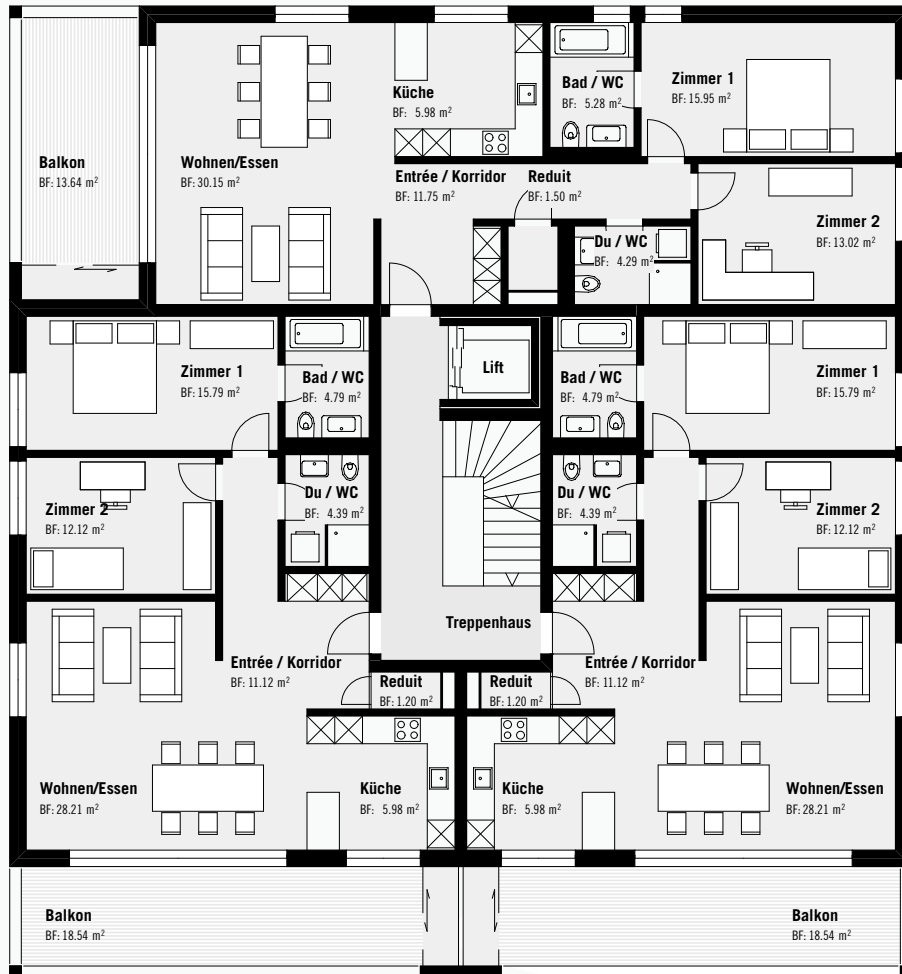 Küche
BF: 5.98 m²
Bad / WC
BF: 5.28 m²
Zimmer 1
BF: 15.95 m²
Balkon
BF: 13.64 m²
Wohnen/Essen
BF: 30.15 m²
Entrée / Korridor
BF: 11.75 m²
Reduit
BF: 1.50 m²
Zimmer 2
BF: 13.02 m²
Du / WC
BF: 4.29 m²
Zimmer 1
BF: 15.79 m²
Bad / WC
BF: 4.79 m²
Lift
Bad / WC
BF: 4.79 m²
Zimmer 1
BF: 15.79 m²
Zimmer 2
BF: 12.12 m²
Du / WC
BF: 4.39 m²
Du / WC
BF: 4.39 m²
Zimmer 2
BF: 12.12 m²
Treppenhaus
Entrée / Korridor
BF: 11.12 m²
Reduit
BF: 1.20 m²
Reduit
BF: 1.20 m²
Entrée / Korridor
BF: 11.12 m²
Wohnen/Essen
BF: 28.21 m²
Küche
BF: 5.98 m²
Küche
BF: 5.98 m²
Wohnen/Essen
BF: 28.21 m²
Balkon
BF: 18.54 m²
Balkon
BF: 18.54 m²